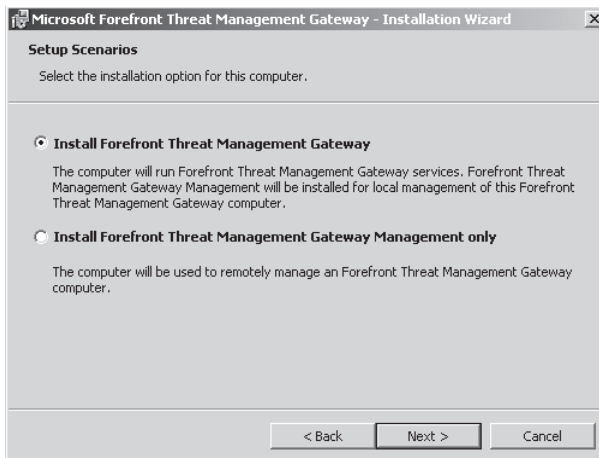 Microsoft Forefront Threat Management Gateway - Installation Wizard
Setup Scenarios
Select the installation option for this computer.
Install Forefront Threat Management Gateway
The computer will run Forefront Threat Management Gateway services. Forefront Threat
Management Gateway Management will be installed for local management of this Forefront
Threat Management Gateway computer.
Install Forefront Threat Management Gateway Management only
The computer will be used to remotely manage an Forefront Threat Management Gateway
computer.
< Back Next > Cancel